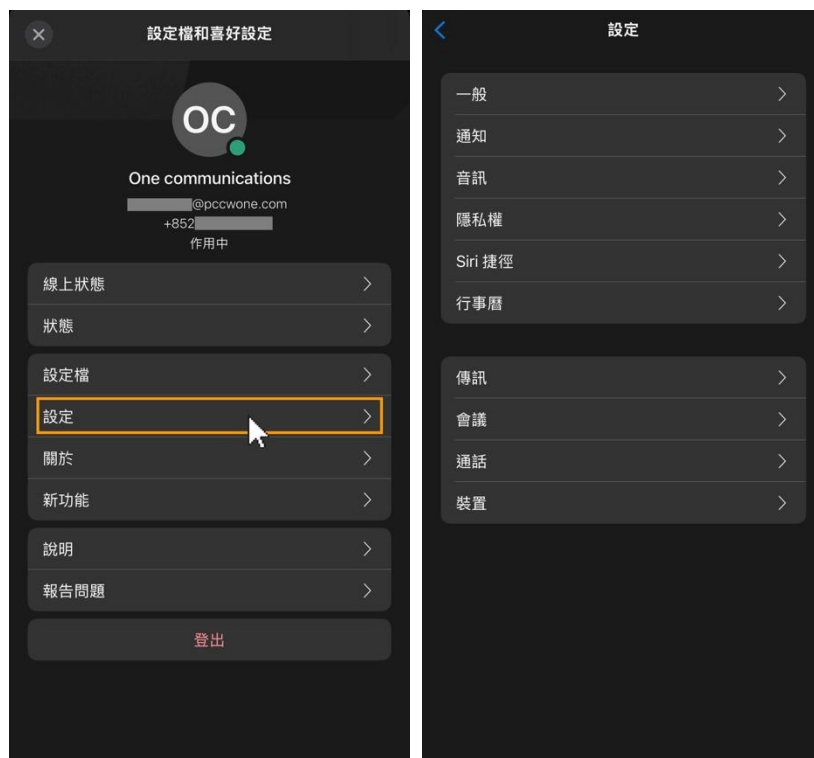 設定檔和喜好設定
OC
One communications
@pccwone.com
+852
作用中
線上狀態
狀態
設定檔
設定
關於
新功能
說明
報告問題
登出
設定
一般
通知
音訊
隱私權
Siri 捷徑
行事曆
傳訊
會議
通話
裝置